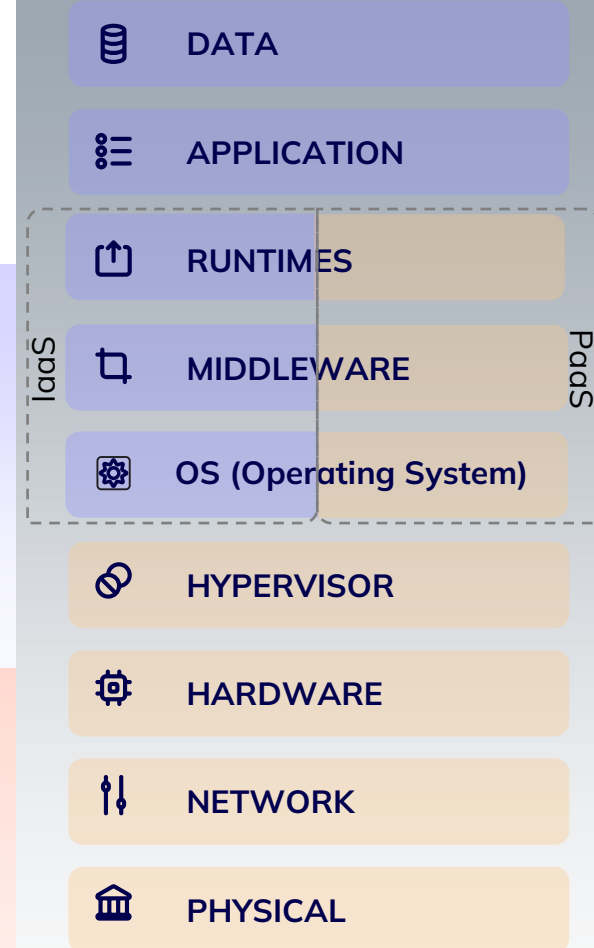 DATA
APPLICATION
RUNTIMES
IaaS
MIDDLEWARE
PaaS
OS (Operating System)
HYPERVISOR
HARDWARE
NETWORK
PHYSICAL